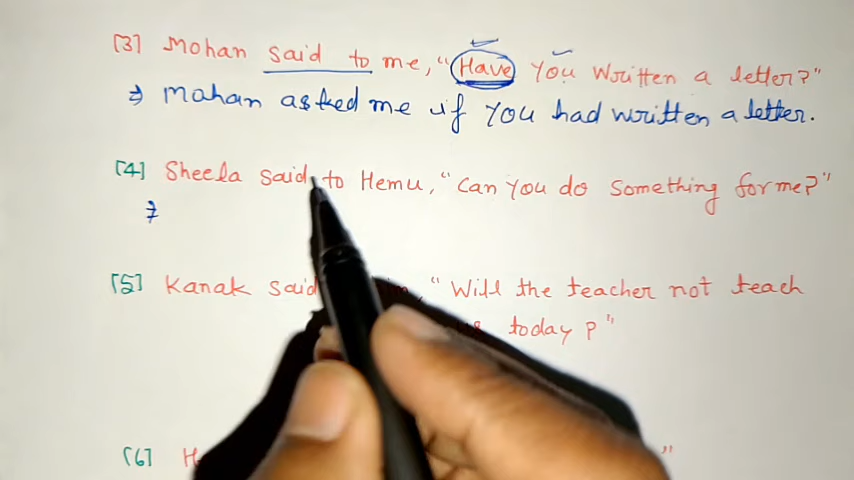 [3] Mohan said to me, "Have you written a letter?"
⇒ Mahan asked me if you had written a letter.
[4] Sheela said to Hemu, "Can you do something for me?"
⇒
[5] Kanak said "Will the teacher not teach
today?"
[6] H "